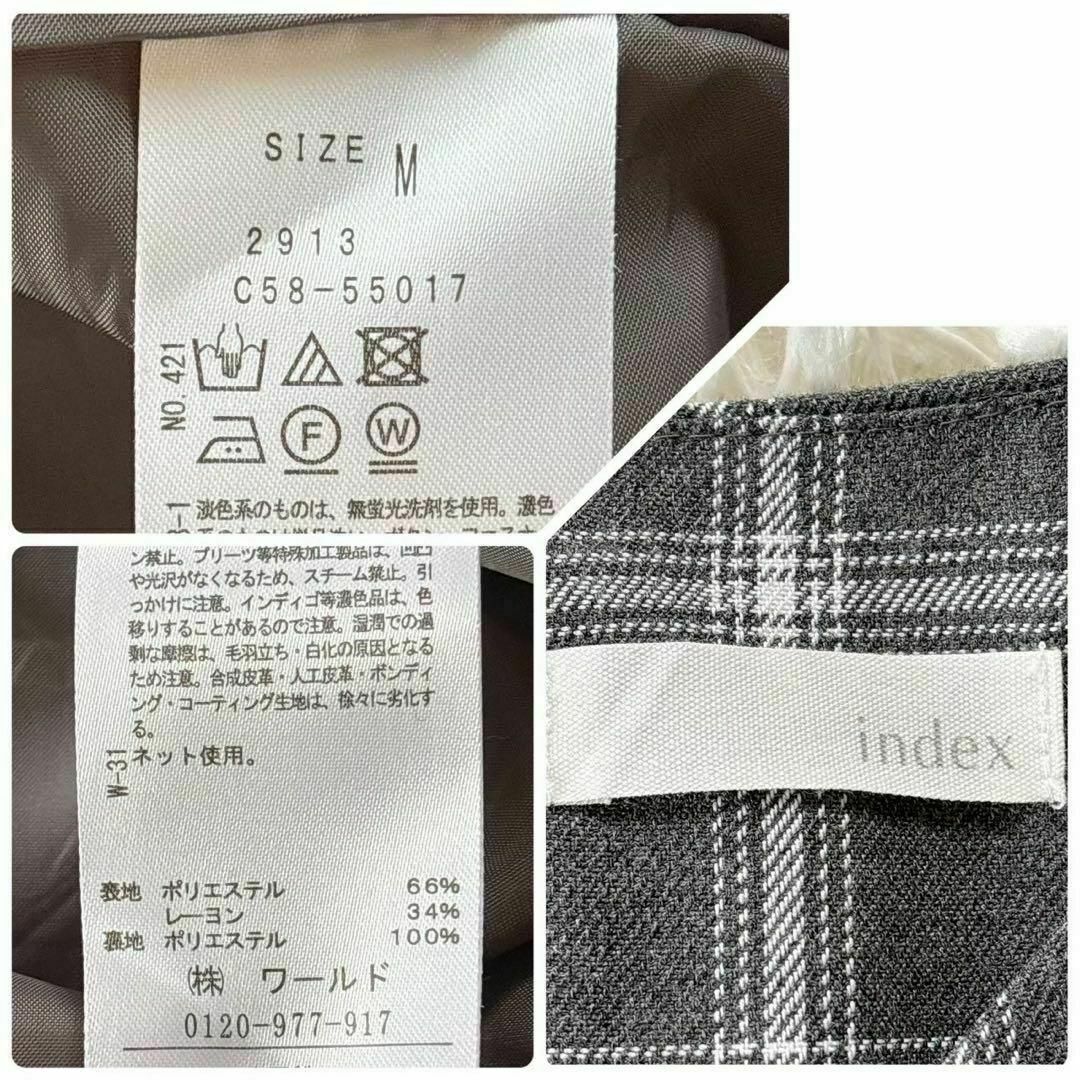 SIZE M
2913
C58-55017
NO.421
F W
-1 淡色系のものは、無蛍光洗剤を使用。濃色
ン禁止。プリーツ等特殊加工製品は、凹凸
や光沢がなくなるため、スチーム禁止。引
っかけに注意。インディゴ等濃色品は、色
移りすることがあるので注意。湿潤での過
剰な摩擦は、毛羽立ち・白化の原因となる
ため注意。合成皮革・人工皮革・ボンディ
ング・コーティング生地は、徐々に劣化す
る。
W-31 ネット使用。
表地 ポリエステル 66%
レーヨン 34%
裏地 ポリエステル 100%
(株) ワールド
0120-977-917
index